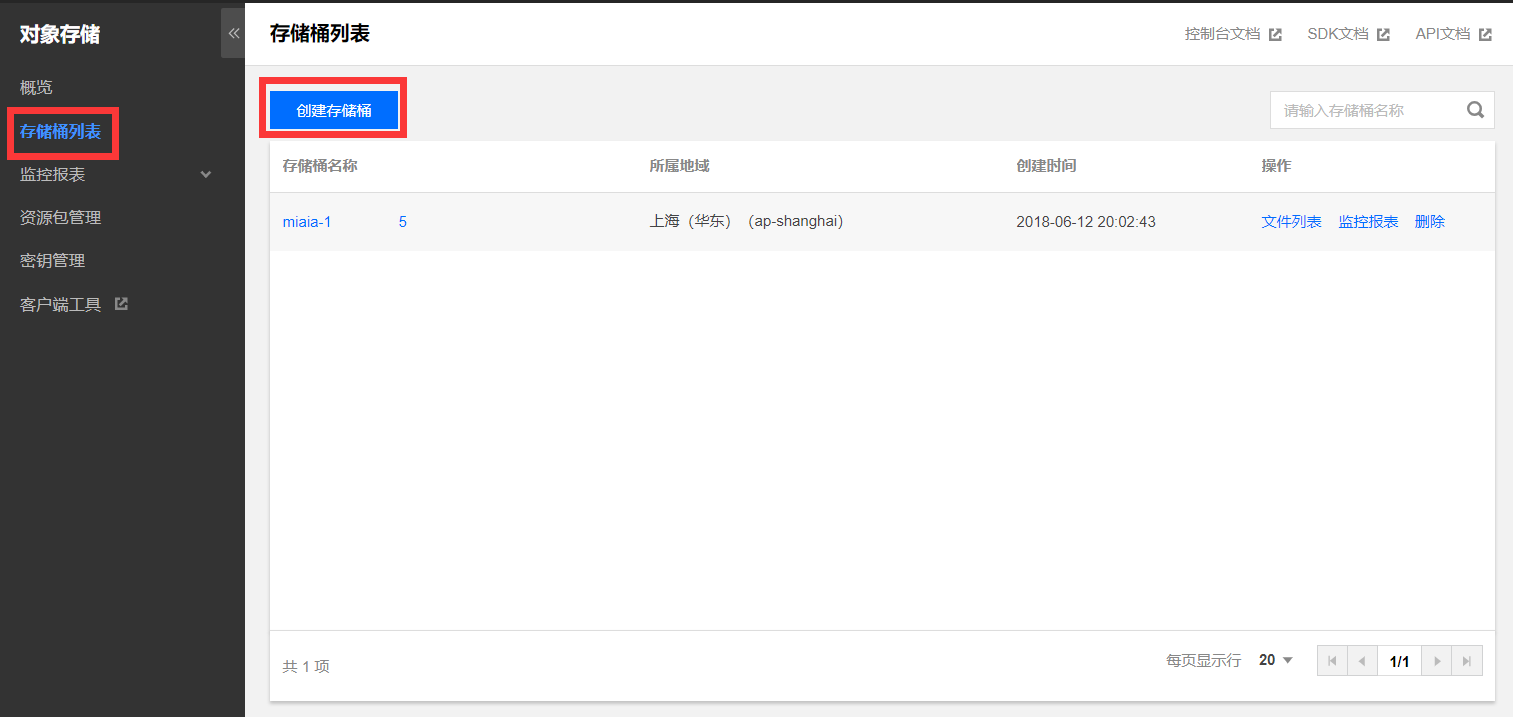 对象存储
概览
存储桶列表
监控报表
资源包管理
密钥管理
客户端工具
存储桶列表
控制台文档 SDK文档 API文档
创建存储桶
请输入存储桶名称
存储桶名称 所属地域 创建时间 操作
miaia-1 5 上海（华东）（ap-shanghai） 2018-06-12 20:02:43 文件列表 监控报表 删除
共 1 项
每页显示行 20 1/1